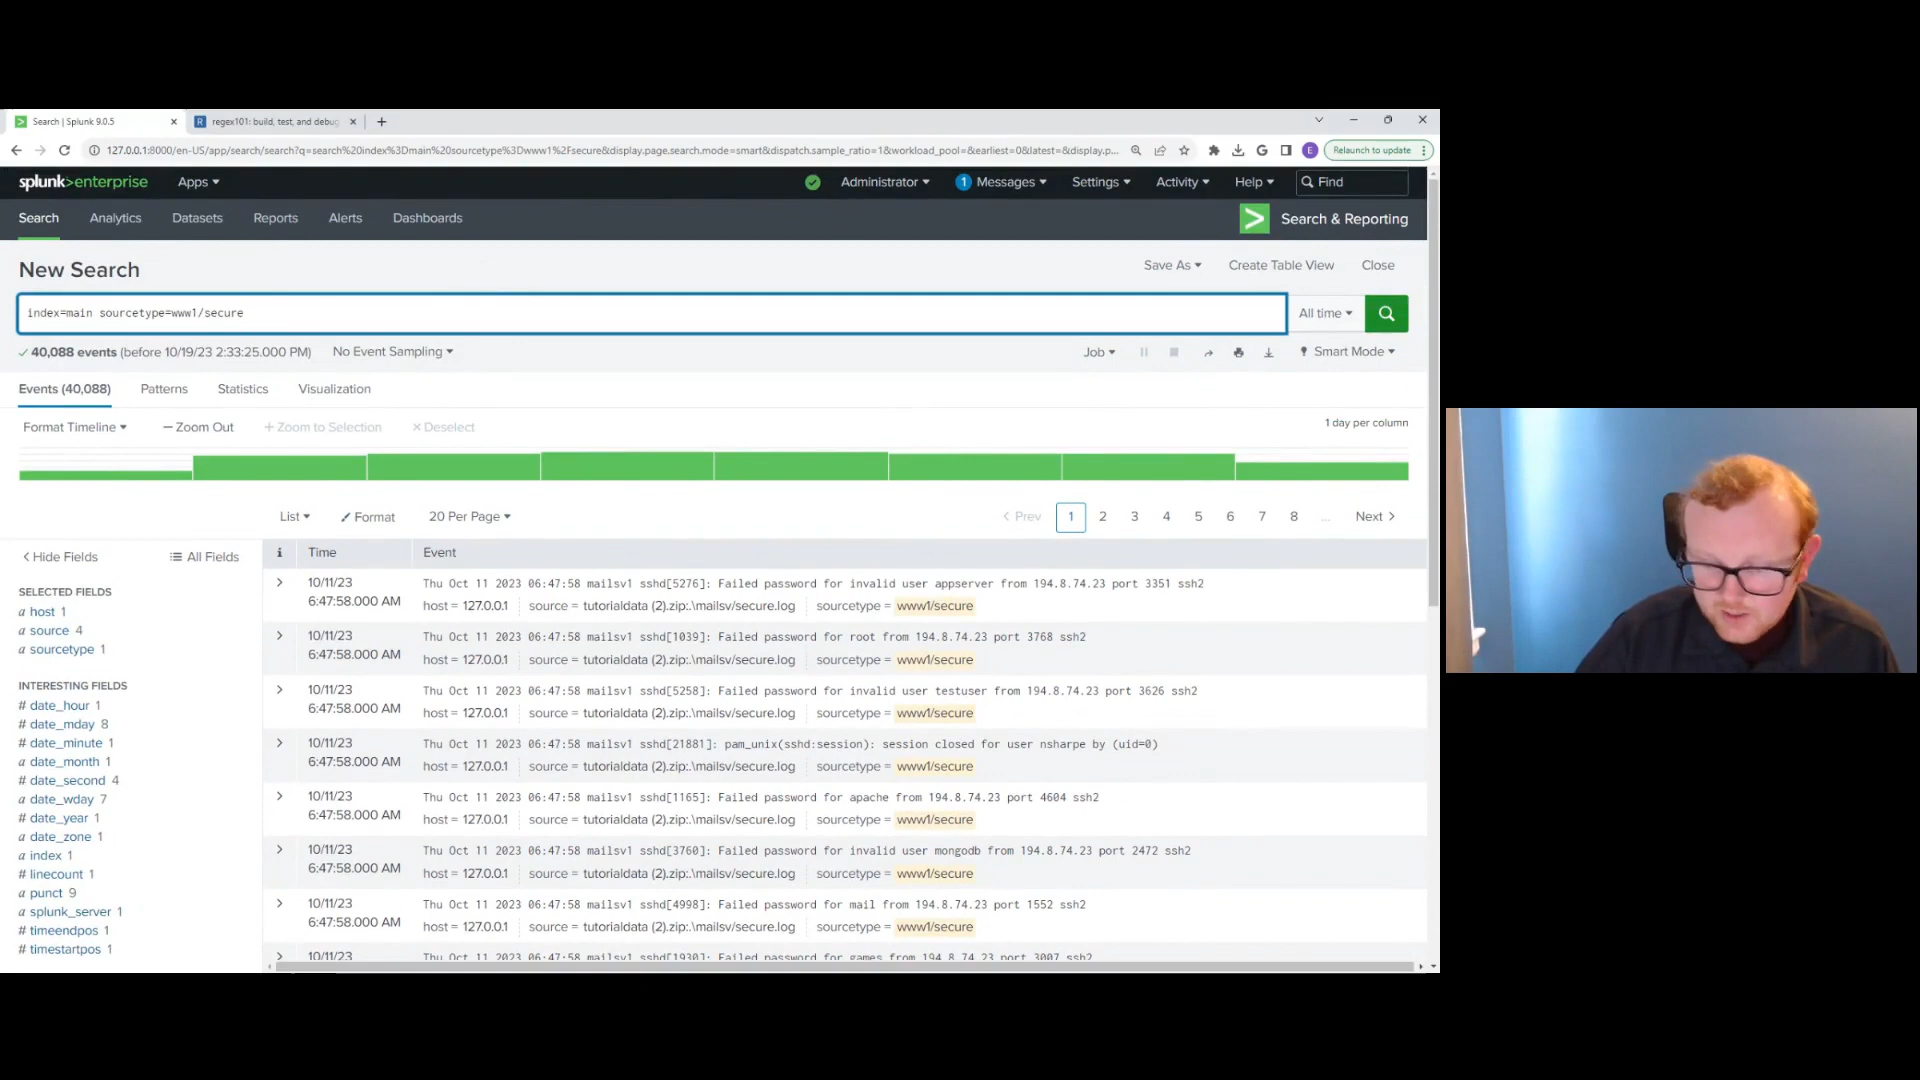 Search | Splunk 9.0.5
regex101: build, test, and debug
127.0.0.1:8000/en-US/app/search/search?q=search%20index%3Dmain%20sourcetype%3Dwww1%2Fsecure&display.page.search.mode=smart&dispatch.sample_ratio=1&workload_pool=&earliest=0&latest=&display.p...
E
Relaunch to update
splunk>enterprise
Apps
Administrator
1 Messages
Settings
Activity
Help
Find
Search
Analytics
Datasets
Reports
Alerts
Dashboards
Search & Reporting
New Search
Save As
Create Table View
Close
index=main sourcetype=www1/secure
All time
40,088 events (before 10/19/23 2:33:25.000 PM)
No Event Sampling
Job
Smart Mode
Events (40,088)
Patterns
Statistics
Visualization
Format Timeline
Zoom Out
+ Zoom to Selection
× Deselect
1 day per column
List
Format
20 Per Page
< Prev 1 2 3 4 5 6 7 8 ... Next >
< Hide Fields
All Fields
SELECTED FIELDS
a host 1
a source 4
a sourcetype 1
INTERESTING FIELDS
# date_hour 1
# date_mday 8
# date_minute 1
a date_month 1
# date_second 4
a date_wday 7
# date_year 1
a date_zone 1
a index 1
# linecount 1
a punct 9
a splunk_server 1
# timeendpos 1
# timestartpos 1
i Time Event
10/11/23 6:47:58.000 AM
Thu Oct 11 2023 06:47:58 mailsv1 sshd[5276]: Failed password for invalid user appserver from 194.8.74.23 port 3351 ssh2
host = 127.0.0.1 source = tutorialdata (2).zip:.\mailsv/secure.log sourcetype = www1/secure
10/11/23 6:47:58.000 AM
Thu Oct 11 2023 06:47:58 mailsv1 sshd[1039]: Failed password for root from 194.8.74.23 port 3768 ssh2
host = 127.0.0.1 source = tutorialdata (2).zip:.\mailsv/secure.log sourcetype = www1/secure
10/11/23 6:47:58.000 AM
Thu Oct 11 2023 06:47:58 mailsv1 sshd[5258]: Failed password for invalid user testuser from 194.8.74.23 port 3626 ssh2
host = 127.0.0.1 source = tutorialdata (2).zip:.\mailsv/secure.log sourcetype = www1/secure
10/11/23 6:47:58.000 AM
Thu Oct 11 2023 06:47:58 mailsv1 sshd[21881]: pam_unix(sshd:session): session closed for user nsharpe by (uid=0)
host = 127.0.0.1 source = tutorialdata (2).zip:.\mailsv/secure.log sourcetype = www1/secure
10/11/23 6:47:58.000 AM
Thu Oct 11 2023 06:47:58 mailsv1 sshd[1165]: Failed password for apache from 194.8.74.23 port 4604 ssh2
host = 127.0.0.1 source = tutorialdata (2).zip:.\mailsv/secure.log sourcetype = www1/secure
10/11/23 6:47:58.000 AM
Thu Oct 11 2023 06:47:58 mailsv1 sshd[3760]: Failed password for invalid user mongodb from 194.8.74.23 port 2472 ssh2
host = 127.0.0.1 source = tutorialdata (2).zip:.\mailsv/secure.log sourcetype = www1/secure
10/11/23 6:47:58.000 AM
Thu Oct 11 2023 06:47:58 mailsv1 sshd[4998]: Failed password for mail from 194.8.74.23 port 1552 ssh2
host = 127.0.0.1 source = tutorialdata (2).zip:.\mailsv/secure.log sourcetype = www1/secure
10/11/23
Thu Oct 11 2023 06:47:58 mailsv1 sshd[1930]: Failed password for games from 194.8.74.23 port 3007 ssh2